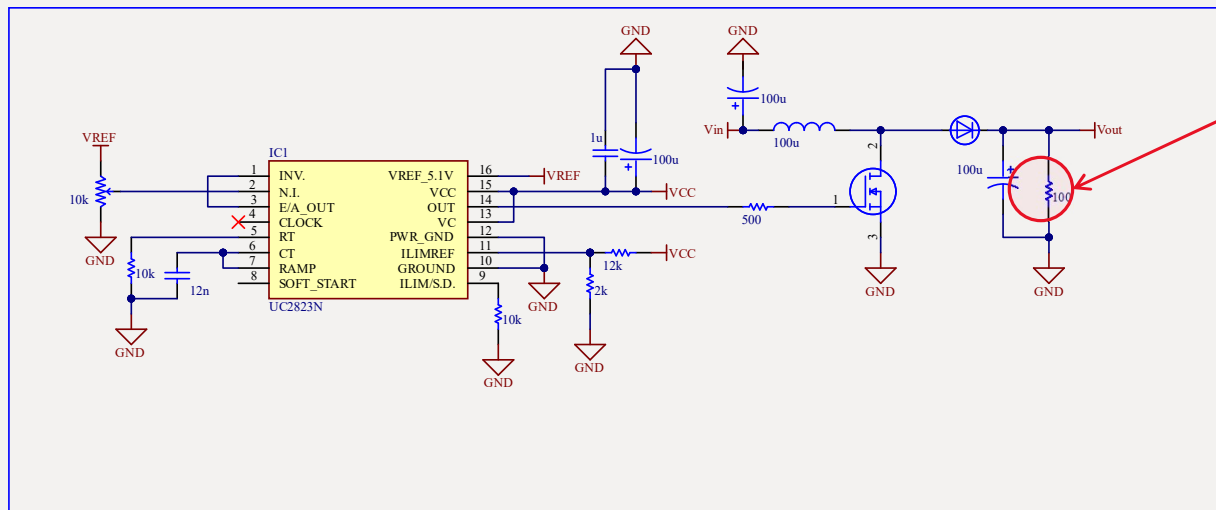 GND
GND
100u
Vin
100u
Vout
VREF
10k
GND
IC1
1 INV. VREF_5.1V 16 VREF
2 N.I. VCC 15 VCC
3 E/A_OUT OUT 14
4 CLOCK VC 13
5 RT PWR_GND 12
6 CT ILIMREF 11 VCC
7 RAMP GROUND 10
8 SOFT_START ILIM/S.D. 9
UC2823N
1u
100u
500
1
2
3
GND
100u
100
GND
10k
12n
GND
12k
2k
GND
GND
10k
GND